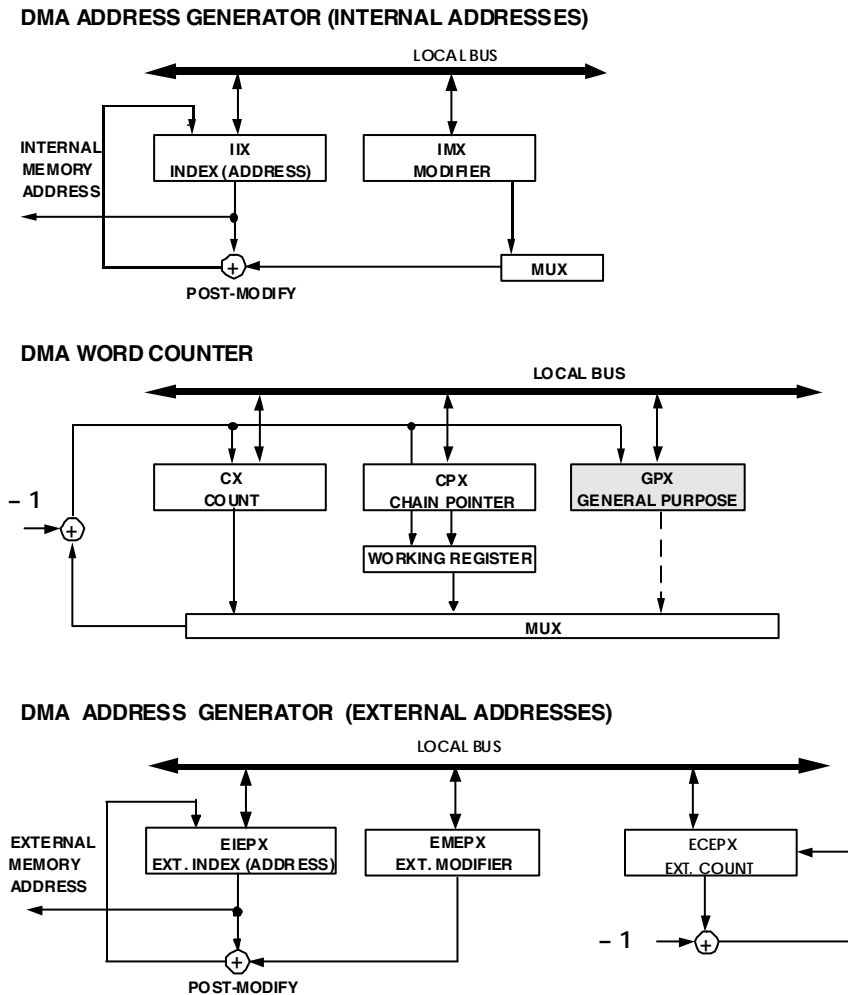 DMA ADDRESS GENERATOR (INTERNAL ADDRESSES)
LOCAL BUS
IIX
INDEX (ADDRESS)
IMX
MODIFIER
INTERNAL
MEMORY
ADDRESS
+
MUX
POST-MODIFY
DMA WORD COUNTER
LOCAL BUS
CX
COUNT
CPX
CHAIN POINTER
GPX
GENERAL PURPOSE
– 1
+
WORKING REGISTER
MUX
DMA ADDRESS GENERATOR (EXTERNAL ADDRESSES)
LOCAL BUS
EIEPX
EXT. INDEX (ADDRESS)
EMEPX
EXT. MODIFIER
ECEPX
EXT. COUNT
EXTERNAL
MEMORY
ADDRESS
+
– 1
+
POST-MODIFY